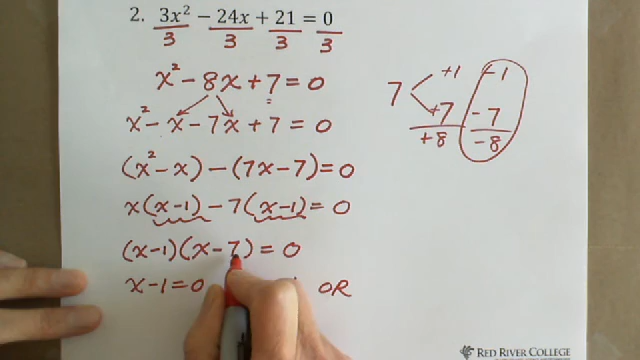 2. 3x² − 24x + 21 = 0
3 3 3 3
x² − 8x + 7 = 0
x² − x − 7x + 7 = 0
(x² − x) − (7x − 7) = 0
x(x−1) − 7(x−1) = 0
(x−1)(x−7) = 0
x−1=0 OR
7 +1 −1
+7 −7
+8 −8
RED RIVER COLLEGE